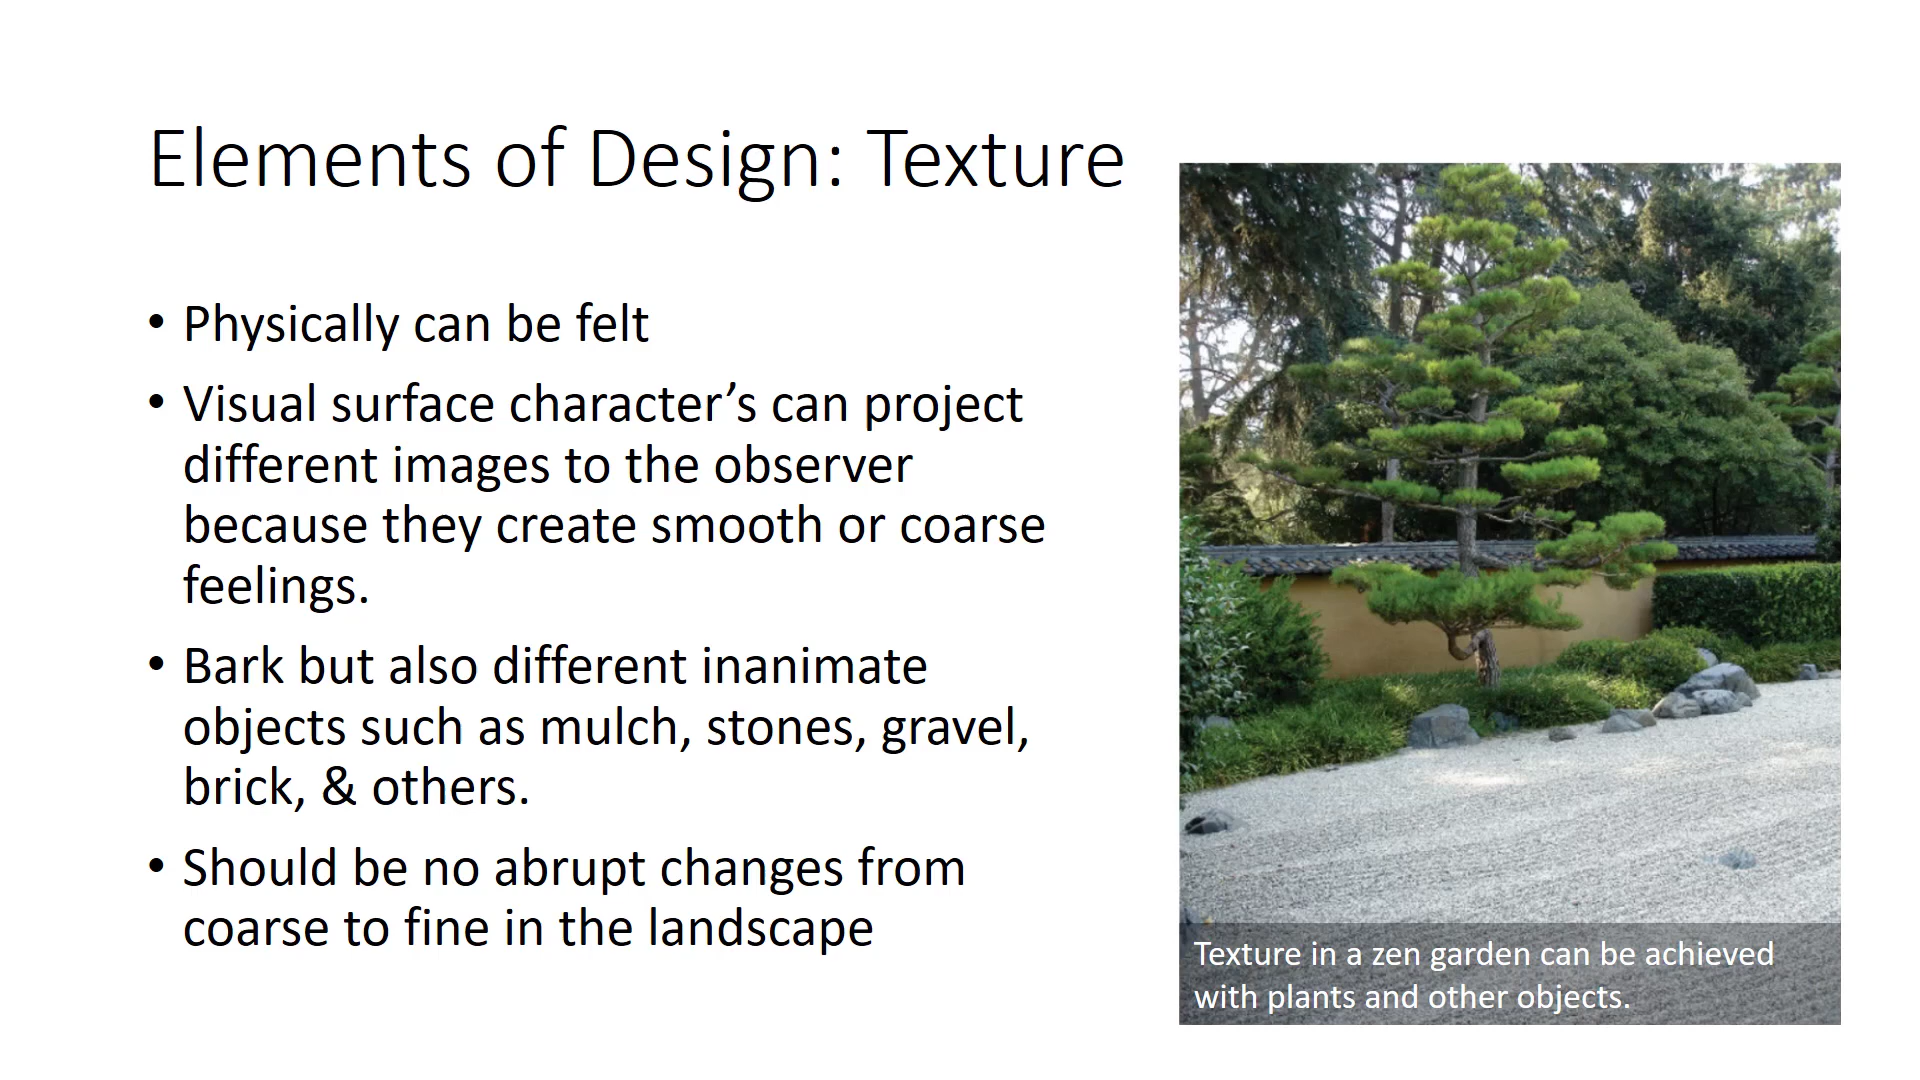 Elements of Design: Texture
• Physically can be felt
• Visual surface character’s can project
different images to the observer
because they create smooth or coarse
feelings.
• Bark but also different inanimate
objects such as mulch, stones, gravel,
brick, & others.
• Should be no abrupt changes from
coarse to fine in the landscape
Texture in a zen garden can be achieved
with plants and other objects.